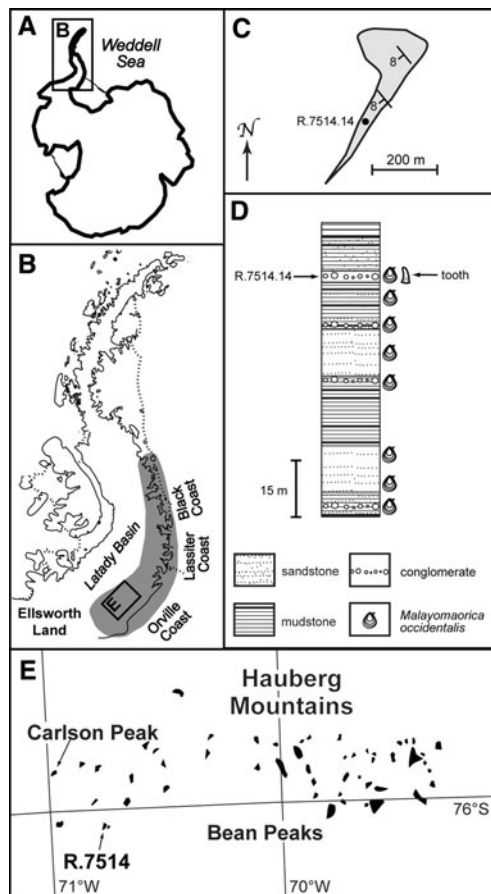 A
B
Weddell
Sea
C
8
8
R.7514.14
N
200 m
B
Latady Basin
Black Coast
Lassiter
Coast
Orville
Coast
E
Ellsworth
Land
D
R.7514.14
tooth
15 m
sandstone
conglomerate
mudstone
Malayomaorica
occidentalis
E
Hauberg
Mountains
Carlson Peak
R.7514
Bean Peaks
76°S
71°W
70°W